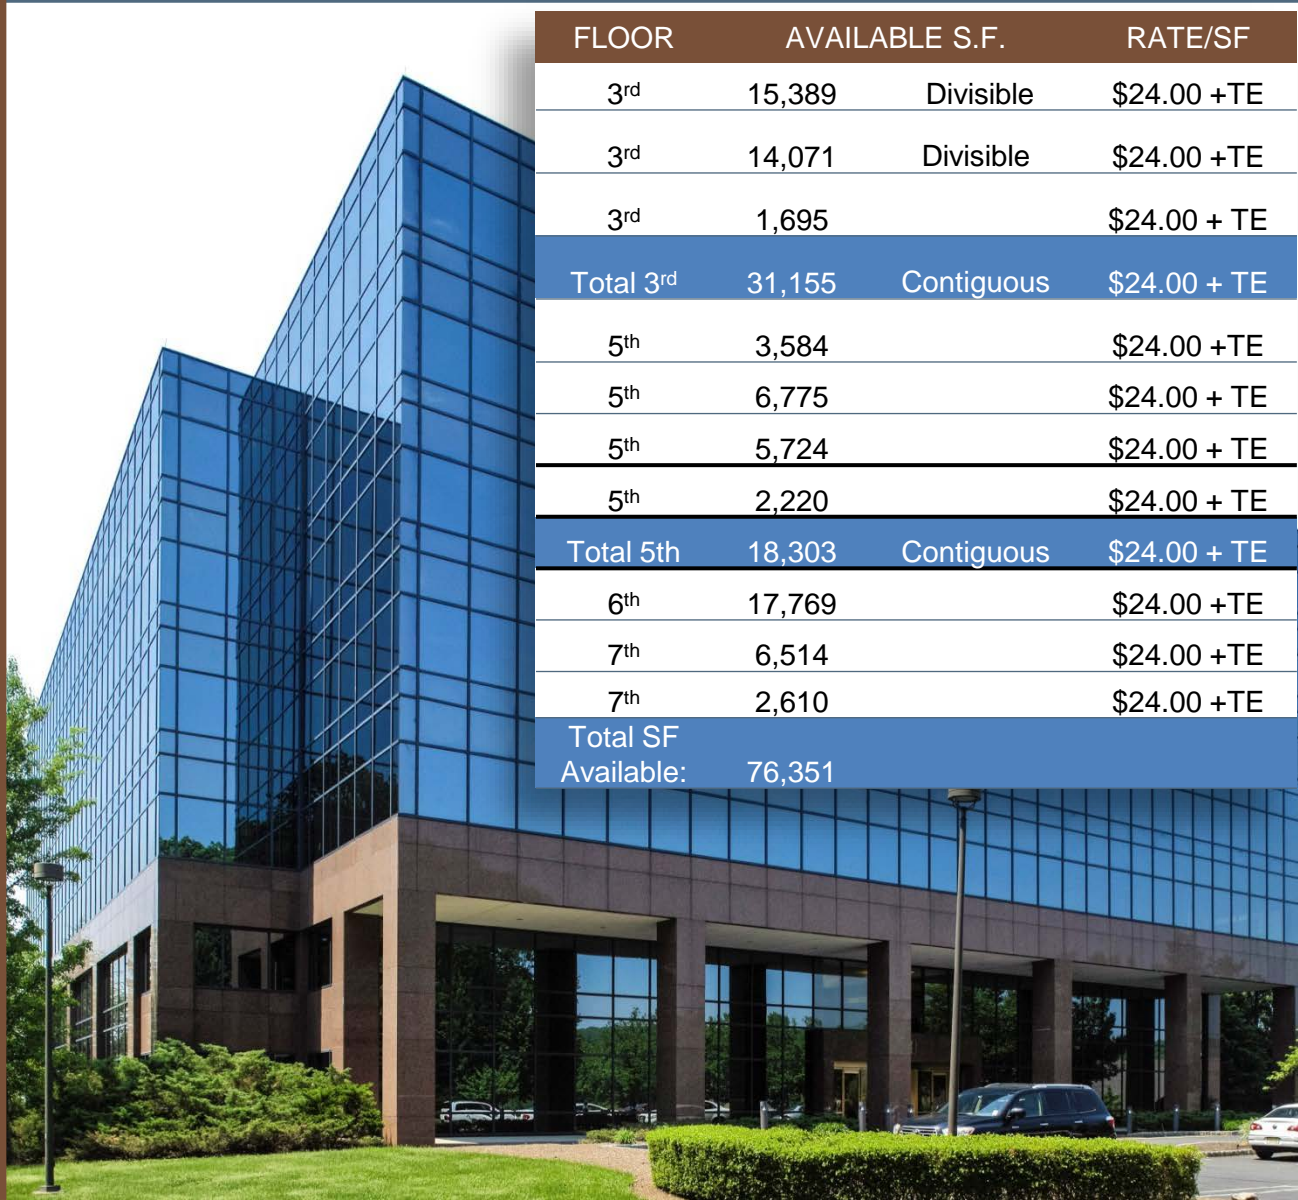 FLOOR AVAILABLE S.F. RATE/SF
3rd 15,389 Divisible $24.00 +TE
3rd 14,071 Divisible $24.00 +TE
3rd 1,695 $24.00 + TE
Total 3rd 31,155 Contiguous $24.00 + TE
5th 3,584 $24.00 +TE
5th 6,775 $24.00 + TE
5th 5,724 $24.00 + TE
5th 2,220 $24.00 + TE
Total 5th 18,303 Contiguous $24.00 + TE
6th 17,769 $24.00 +TE
7th 6,514 $24.00 +TE
7th 2,610 $24.00 +TE
Total SF
Available: 76,351